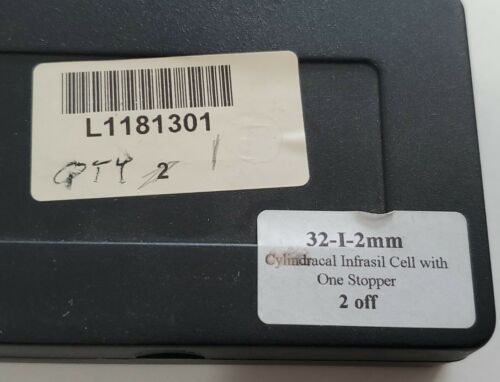 L1181301
QTY 2 1
32-I-2mm
Cylindracal Infrasil Cell with
One Stopper
2 off